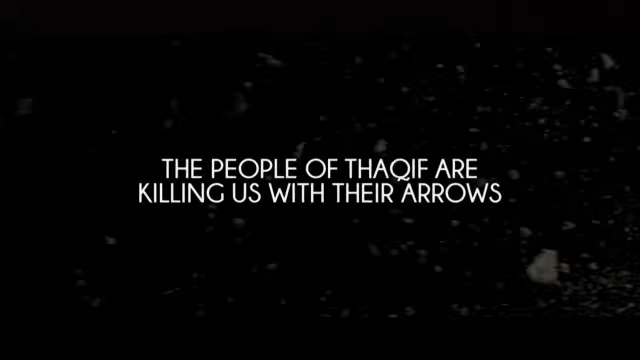 THE PEOPLE OF THAQIF ARE
KILLING US WITH THEIR ARROWS